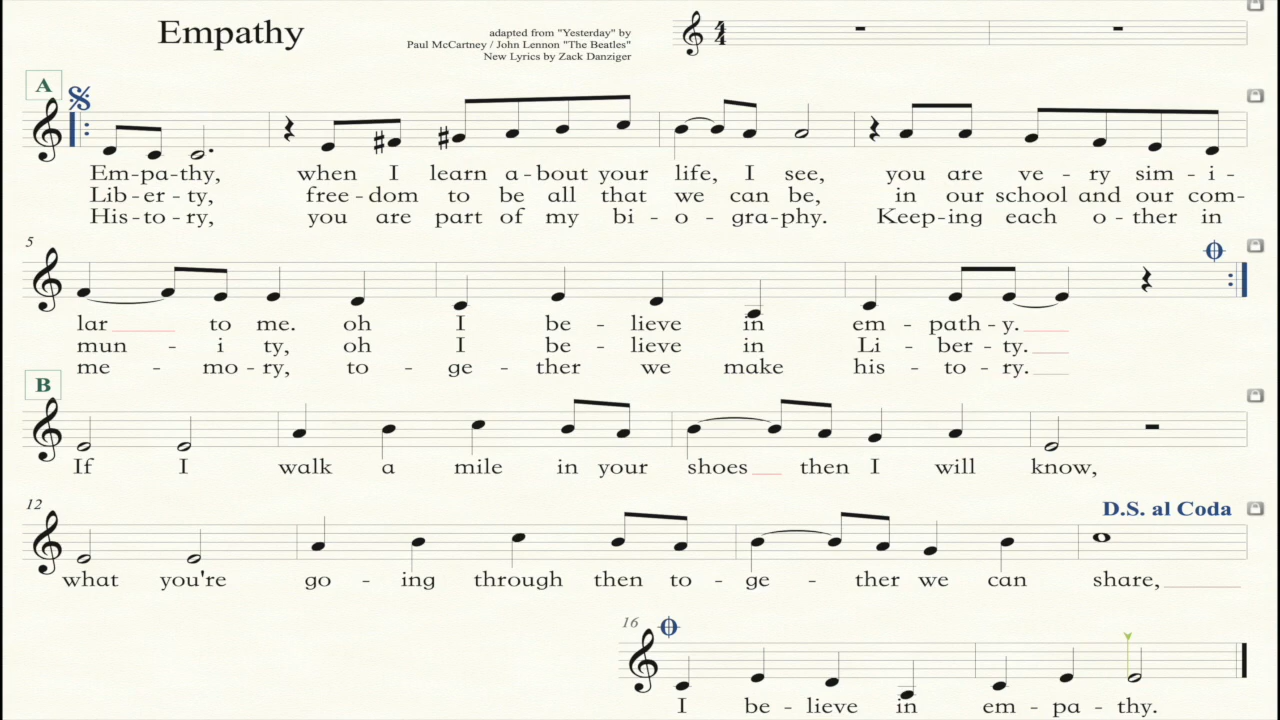 Empathy
adapted from "Yesterday" by
Paul McCartney / John Lennon "The Beatles"
New Lyrics by Zack Danziger
4
4
A
Em-pa-thy, when I learn a-bout your life, I see, you are ve - ry sim - i -
Lib-er-ty, free-dom to be all that we can be, in our school and our com-
His-to-ry, you are part of my bi - o - gra-phy. Keep-ing each o - ther in
5
lar to me. oh I be - lieve in em - path - y.
mun - i ty, oh I be - lieve in Li - ber - ty.
me - mo - ry, to - ge - ther we make his - to - ry.
B
If I walk a mile in your shoes then I will know,
12
D.S. al Coda
what you're go - ing through then to - ge - ther we can share,
16
I be - lieve in em - pa - thy.